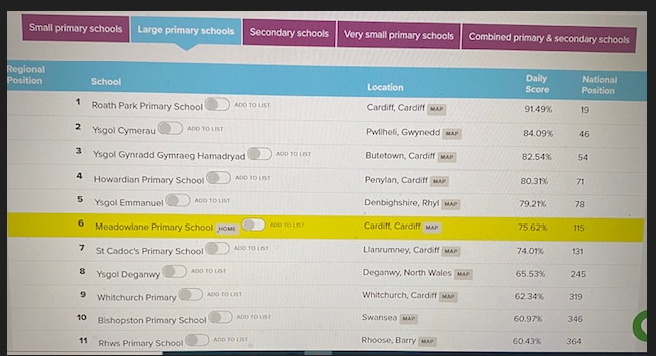 Small primary schools Large primary schools Secondary schools Very small primary schools Combined primary & secondary schools
Regional Position School Location Daily Score National Position
1 Roath Park Primary School ADD TO LIST Cardiff, Cardiff MAP 91.49% 19
2 Ysgol Cymerau ADD TO LIST Pwllheli, Gwynedd MAP 84.09% 46
3 Ysgol Gynradd Gymraeg Hamadryad ADD TO LIST Butetown, Cardiff MAP 82.54% 54
4 Howardian Primary School ADD TO LIST Penylan, Cardiff MAP 80.31% 71
5 Ysgol Emmanuel ADD TO LIST Denbighshire, Rhyl MAP 79.21% 78
6 Meadowlane Primary School HOME ADD TO LIST Cardiff, Cardiff MAP 75.62% 115
7 St Cadoc's Primary School ADD TO LIST Llanrumney, Cardiff MAP 74.01% 131
8 Ysgol Deganwy ADD TO LIST Deganwy, North Wales MAP 65.53% 245
9 Whitchurch Primary ADD TO LIST Whitchurch, Cardiff MAP 62.34% 319
10 Bishopston Primary School ADD TO LIST Swansea MAP 60.97% 346
11 Rhws Primary School ADD TO LIST Rhoose, Barry MAP 60.43% 364